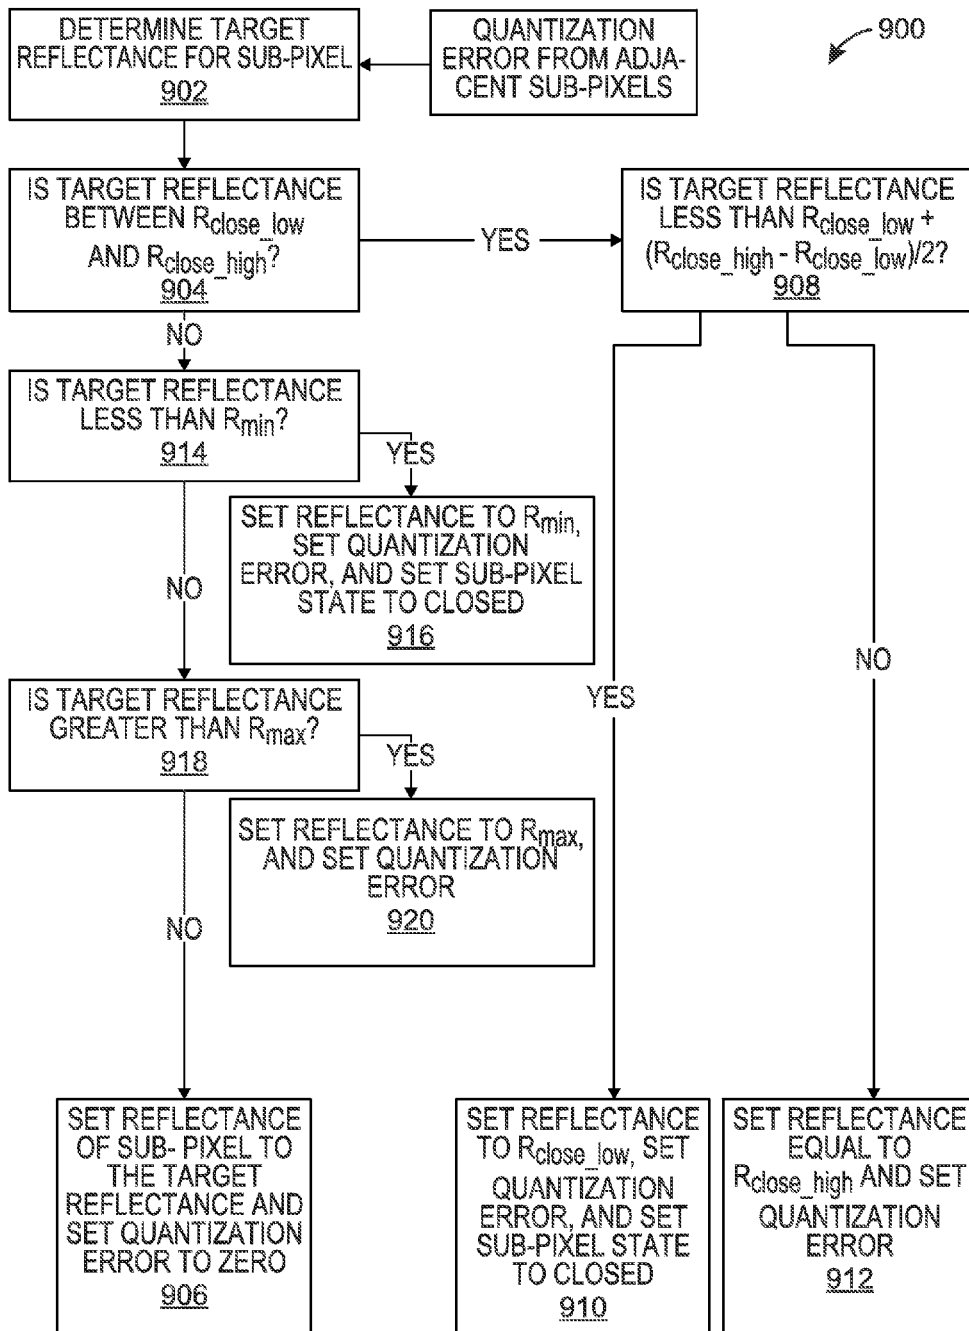 DETERMINE TARGET
REFLECTANCE FOR SUB-PIXEL
902
QUANTIZATION
ERROR FROM ADJA-
CENT SUB-PIXELS
900
IS TARGET REFLECTANCE
BETWEEN Rclose_low
AND Rclose_high?
904
YES
IS TARGET REFLECTANCE
LESS THAN Rclose_low +
(Rclose_high - Rclose_low)/2?
908
NO
IS TARGET REFLECTANCE
LESS THAN Rmin?
914
YES
SET REFLECTANCE TO Rmin,
SET QUANTIZATION
ERROR, AND SET SUB-PIXEL
STATE TO CLOSED
916
NO
IS TARGET REFLECTANCE
GREATER THAN Rmax?
918
YES
SET REFLECTANCE TO Rmax,
AND SET QUANTIZATION
ERROR
920
NO
YES
NO
SET REFLECTANCE
OF SUB- PIXEL TO
THE TARGET
REFLECTANCE AND
SET QUANTIZATION
ERROR TO ZERO
906
SET REFLECTANCE
TO Rclose_low, SET
QUANTIZATION
ERROR, AND SET
SUB-PIXEL STATE
TO CLOSED
910
SET REFLECTANCE
EQUAL TO
Rclose_high AND SET
QUANTIZATION
ERROR
912